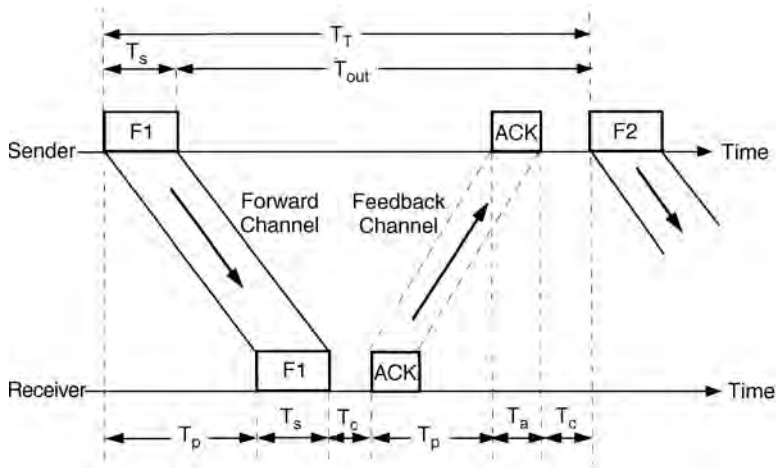 T_T
T_s
T_out
F1 ACK F2
Sender Time
Forward Channel Feedback Channel
F1 ACK
Receiver Time
T_p T_s T_c T_p T_a T_c